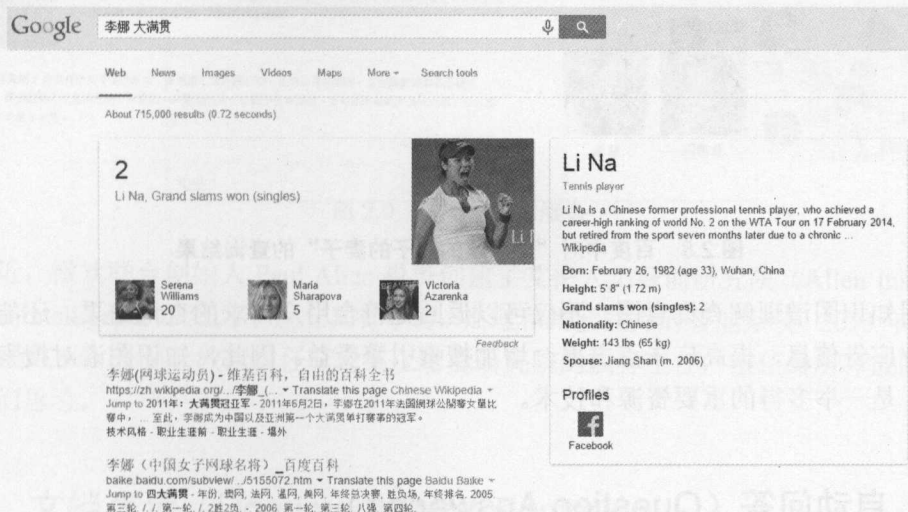 Google 李娜 大满贯
Web News Images Videos Maps More Search tools
About 715,000 results (0.72 seconds)
2
Li Na, Grand slams won (singles)
Li
Serena Williams 20
Maria Sharapova 5
Victoria Azarenka 2
Feedback
李娜(网球运动员) - 维基百科，自由的百科全书
https://zh.wikipedia.org/.../李娜_(... Translate this page Chinese Wikipedia
Jump to 2011年：大满贯冠亚军 - 2011年6月2日，李娜在2011年法國網球公開賽女單比
賽中， ... 至此，李娜成为中国以及亚洲第一个大满贯单打赛事的冠军。
技术风格 - 职业生涯前 - 职业生涯 - 場外
李娜（中国女子网球名将）_百度百科
baike.baidu.com/subview/.../5155072.htm Translate this page Baidu Baike
Jump to 四大满贯 - 年份, 澳网, 法网, 温网, 美网, 年终总决赛, 胜负场, 年终排名. 2005.
第三轮, /, /, 第一轮, /, 2胜2负, -. 2006. 第一轮, 第三轮, 八强, 第四轮,
Li Na
Tennis player
Li Na is a Chinese former professional tennis player, who achieved a
career-high ranking of world No. 2 on the WTA Tour on 17 February 2014,
but retired from the sport seven months later due to a chronic ...
Wikipedia
Born: February 26, 1982 (age 33), Wuhan, China
Height: 5' 8" (1.72 m)
Grand slams won (singles): 2
Nationality: Chinese
Weight: 143 lbs (65 kg)
Spouse: Jiang Shan (m. 2006)
Profiles
Facebook